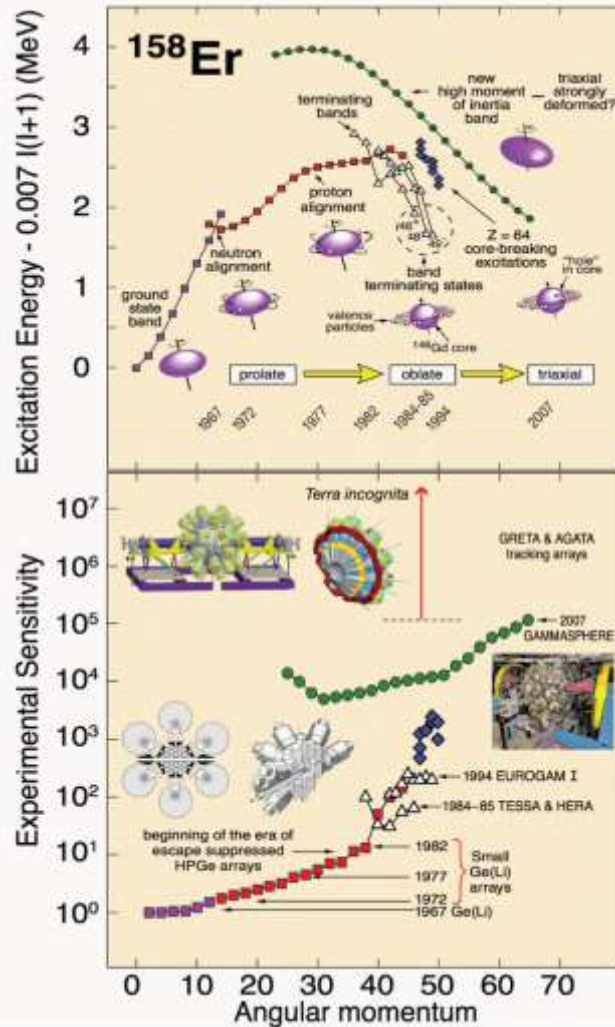 158Er
Excitation Energy - 0.007 I(I+1) (MeV)
4
3
2
1
0
new
high moment
of inertia
band
triaxial
strongly
deformed?
terminating
bands
proton
alignment
neutron
alignment
ground
state
band
46+
48-
49-
Z = 64
core-breaking
excitations
band
terminating states
"hole"
in core
valence
particles
146Gd core
prolate
oblate
triaxial
1967
1972
1977
1982
1984-85
1994
2007
Experimental Sensitivity
10^7
10^6
10^5
10^4
10^3
10^2
10^1
10^0
Terra incognita
GRETA & AGATA
tracking arrays
2007
GAMMASPHERE
1994 EUROGAM I
1984-85 TESSA & HERA
beginning of the era of
escape suppressed
HPGe arrays
1982
1977
1972
1967 Ge(Li)
Small
Ge(Li)
arrays
0 10 20 30 40 50 60 70
Angular momentum